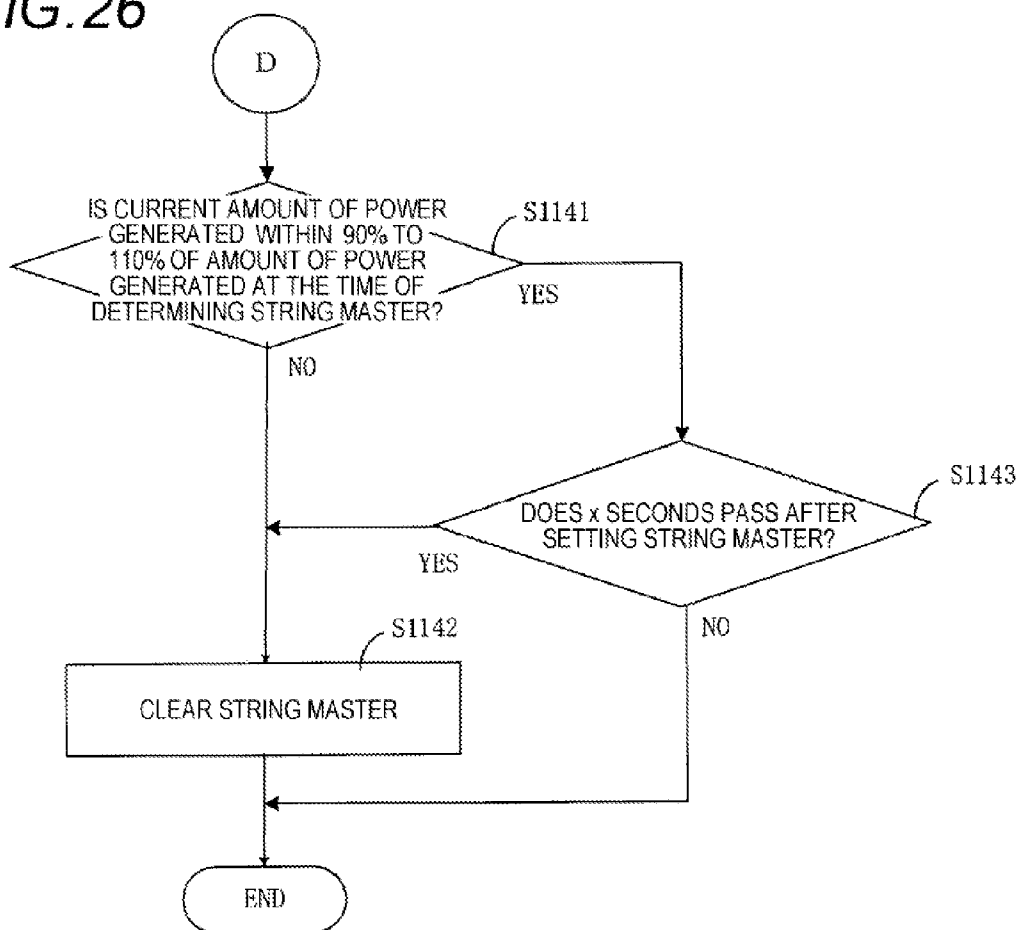 IG.26
D
IS CURRENT AMOUNT OF POWER
GENERATED WITHIN 90% TO
110% OF AMOUNT OF POWER
GENERATED AT THE TIME OF
DETERMINING STRING MASTER?
S1141
YES
NO
DOES x SECONDS PASS AFTER
SETTING STRING MASTER?
S1143
YES
NO
S1142
CLEAR STRING MASTER
END